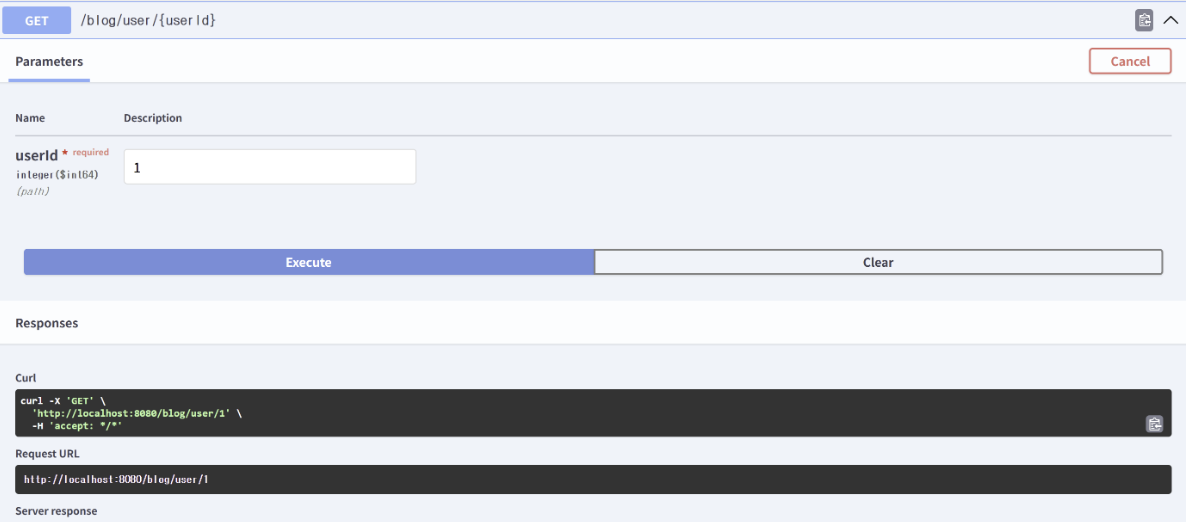 GET /blog/user/{userId}
Parameters
Cancel
Name Description
userId * required
integer($int64)
(path)
1
Execute Clear
Responses
Curl
curl -X 'GET' \
'http://localhost:8080/blog/user/1' \
-H 'accept: */*'
Request URL
http://localhost:8080/blog/user/1
Server response